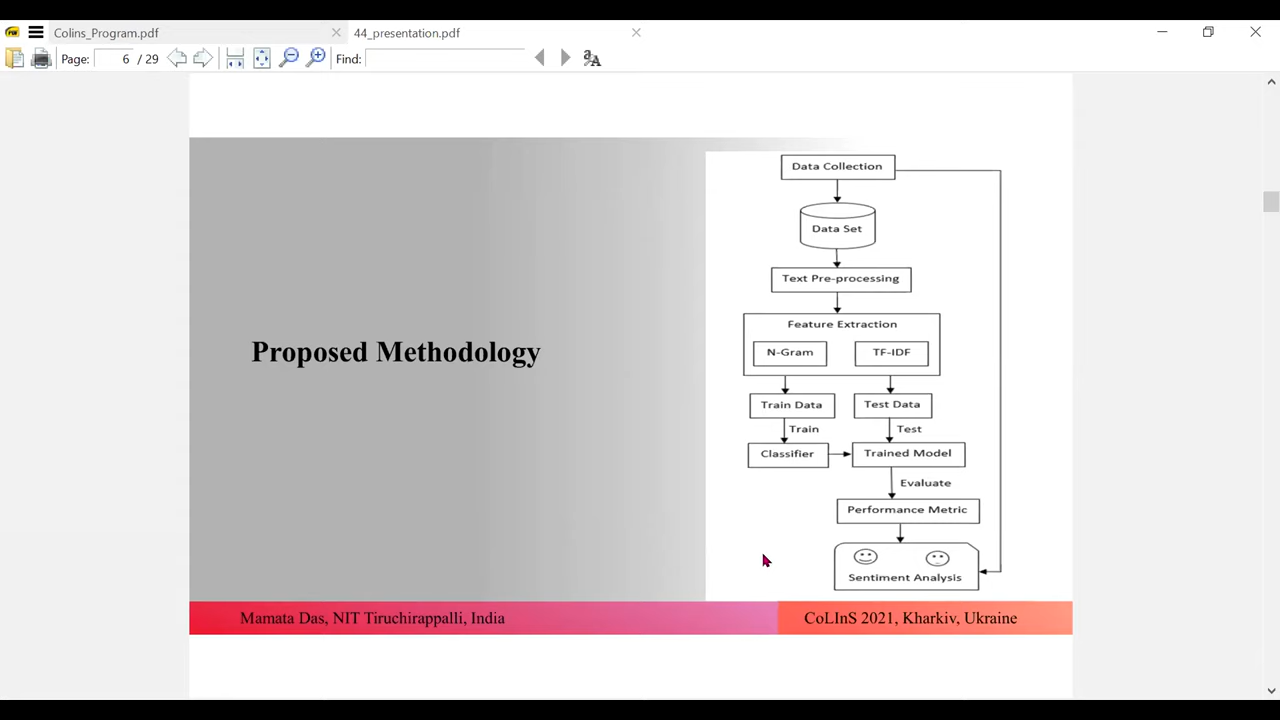 Colins_Program.pdf
44_presentation.pdf
Page: 6 / 29
Find:
Data Collection
Data Set
Text Pre-processing
Feature Extraction
N-Gram TF-IDF
Proposed Methodology
Train Data Test Data
Train Test
Classifier Trained Model
Evaluate
Performance Metric
Sentiment Analysis
Mamata Das, NIT Tiruchirappalli, India
CoLInS 2021, Kharkiv, Ukraine